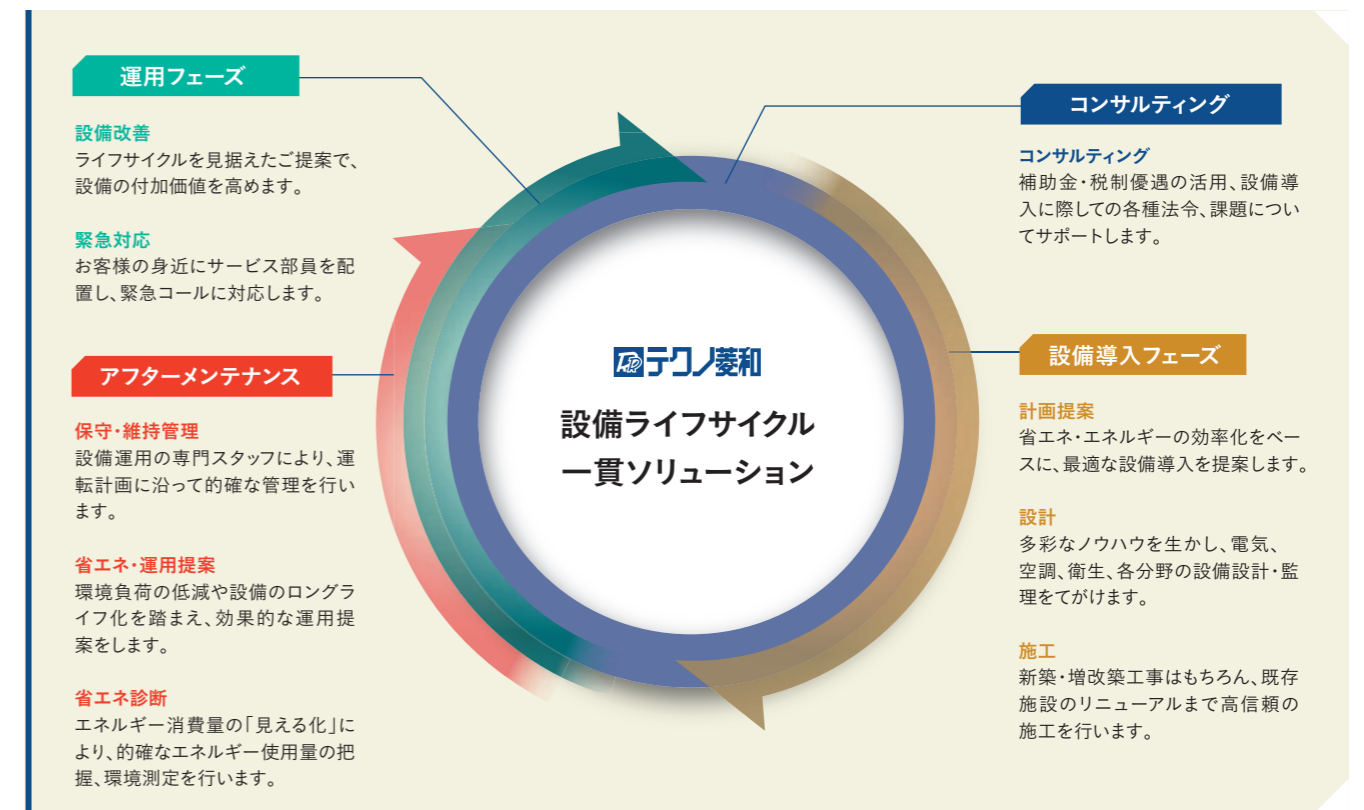 運用フェーズ
設備改善
ライフサイクルを見据えたご提案で、
設備の付加価値を高めます。
緊急対応
お客様の身近にサービス部員を配
置し、緊急コールに対応します。
アフターメンテナンス
保守・維持管理
設備運用の専門スタッフにより、運
転計画に沿って的確な管理を行い
ます。
省エネ・運用提案
環境負荷の低減や設備のロングラ
イフ化を踏まえ、効果的な運用提
案をします。
省エネ診断
エネルギー消費量の「見える化」に
より、的確なエネルギー使用量の把
握、環境測定を行います。
テクノ菱和
設備ライフサイクル
一貫ソリューション
コンサルティング
コンサルティング
補助金・税制優遇の活用、設備導
入に際しての各種法令、課題につい
てサポートします。
設備導入フェーズ
計画提案
省エネ・エネルギーの効率化をベー
スに、最適な設備導入を提案します。
設計
多彩なノウハウを生かし、電気、
空調、衛生、各分野の設備設計・監
理をてがけます。
施工
新築・増改築工事はもちろん、既存
施設のリニューアルまで高信頼の
施工を行います。